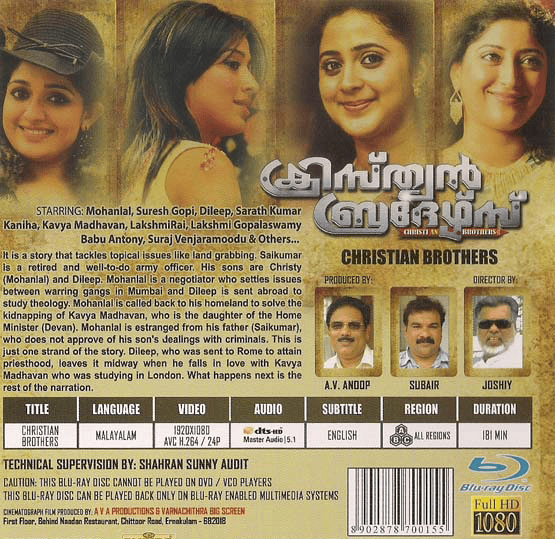 ക്രിസ്ത്യൻ
ബ്രദേഴ്സ്
CHRISTIAN BROTHERS
STARRING: Mohanlal, Suresh Gopi, Dileep, Sarath Kumar
Kaniha, Kavya Madhavan, LakshmiRai, Lakshmi Gopalaswamy
Babu Antony, Suraj Venjaramoodu & Others...
CHRISTIAN BROTHERS
It is a story that tackles topical issues like land grabbing. Saikumar
is a retired and well-to-do army officer. His sons are Christy
(Mohanlal) and Dileep. Mohanlal is a negotiator who settles issues
between warring gangs in Mumbai and Dileep is sent abroad to
study theology. Mohanlal is called back to his homeland to solve the
kidnapping of Kavya Madhavan, who is the daughter of the Home
Minister (Devan). Mohanlal is estranged from his father (Saikumar),
who does not approve of his son's dealings with criminals. This is
just one strand of the story. Dileep, who was sent to Rome to attain
priesthood, leaves it midway when he falls in love with Kavya
Madhavan who was studying in London. What happens next is the
rest of the narration.
PRODUCED BY: DIRECTER BY:
A.V. ANOOP SUBAIR JOSHIY
TITLE LANGUAGE VIDEO AUDIO SUBTITLE REGION DURATION
CHRISTIAN BROTHERS MALAYALAM 1920X1080 AVC H.264 / 24P dts-HD Master Audio 5.1 ENGLISH ABC ALL REGIONS 181 MIN
TECHNICAL SUPERVISION BY: SHAHRAN SUNNY AUDIT
CAUTION: THIS BLU-RAY DISC CANNOT BE PLAYED ON DVD / VCD PLAYERS
THIS BLU-RAY DISC CAN BE PLAYED BACK ONLY ON BLU-RAY ENABLED MULTIMEDIA SYSTEMS
CINEMATOGRAPH FILM PRODUCED BY A V A PRODUCTIONS & VARNACHITHRA BIG SCREEN
First Floor, Behind Naadan Restaurant, Chittoor Road, Ernakulam - 682018
8 902878 700155
Blu-ray Disc
Full HD
1080